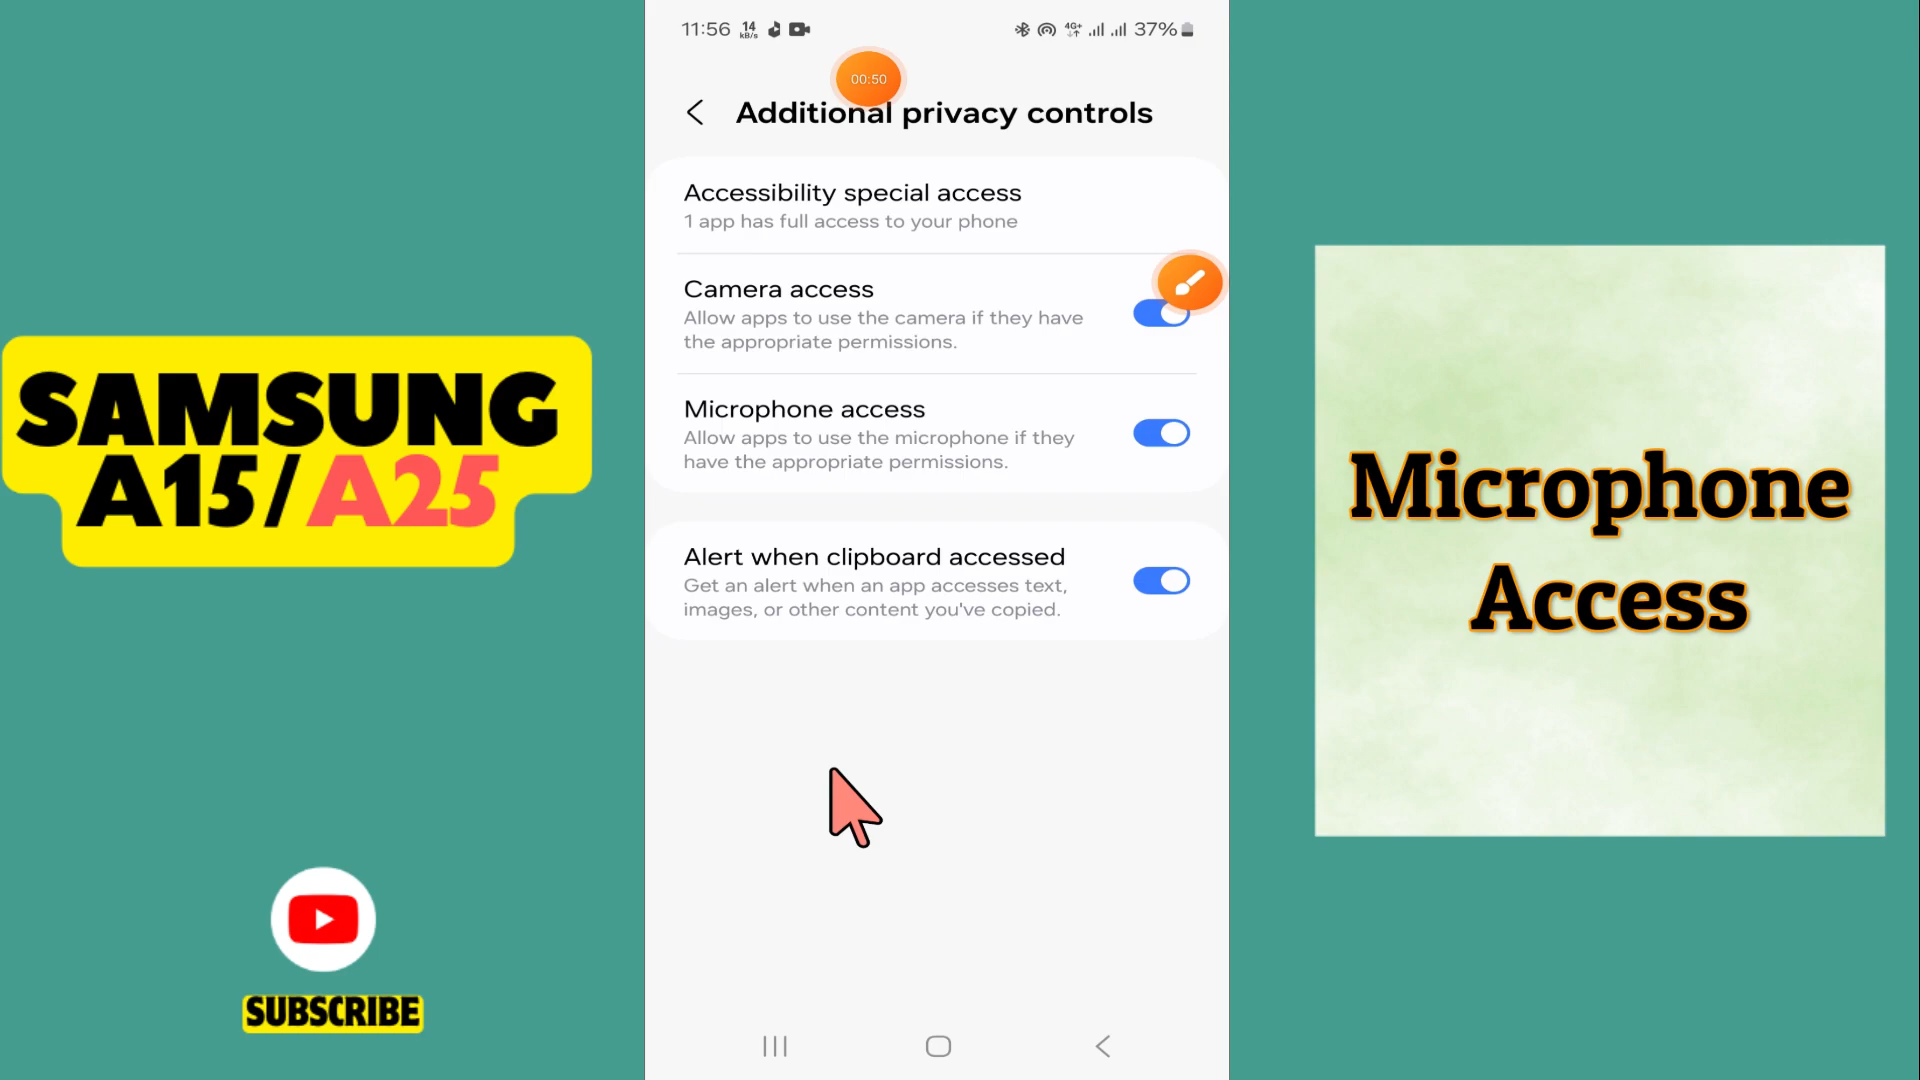 SAMSUNG
A15/A25
SUBSCRIBE
11:56 14 kB/s 4G+ 37%
00:50
Additional privacy controls
Accessibility special access
1 app has full access to your phone
Camera access
Allow apps to use the camera if they have
the appropriate permissions.
Microphone access
Allow apps to use the microphone if they
have the appropriate permissions.
Alert when clipboard accessed
Get an alert when an app accesses text,
images, or other content you've copied.
Microphone
Access